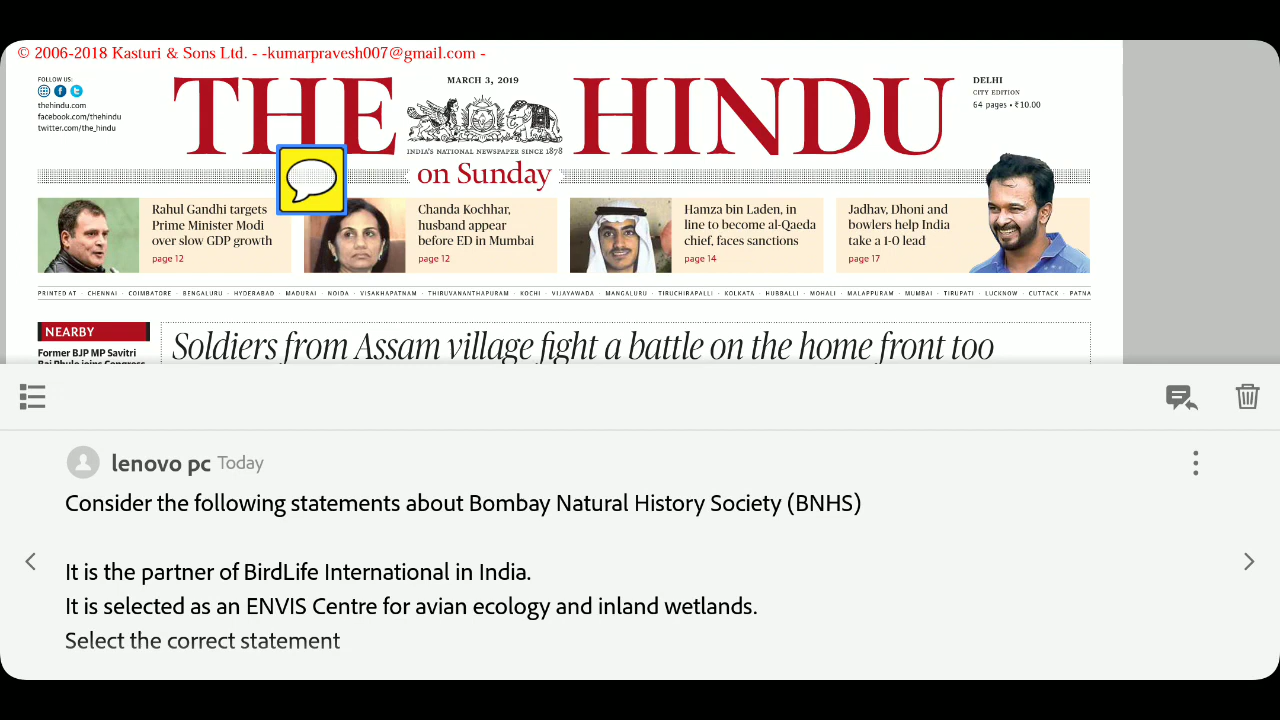 © 2006-2018 Kasturi & Sons Ltd. - -kumarpravesh007@gmail.com -
FOLLOW US:
thehindu.com
facebook.com/thehindu
twitter.com/the_hindu
MARCH 3, 2019
THE HINDU
INDIA'S NATIONAL NEWSPAPER SINCE 1878
on Sunday
DELHI
CITY EDITION
64 pages • ₹10.00
Rahul Gandhi targets
Prime Minister Modi
over slow GDP growth
page 12
Chanda Kochhar,
husband appear
before ED in Mumbai
page 12
Hamza bin Laden, in
line to become al-Qaeda
chief, faces sanctions
page 14
Jadhav, Dhoni and
bowlers help India
take a 1-0 lead
page 17
PRINTED AT · CHENNAI · COIMBATORE · BENGALURU · HYDERABAD · MADURAI · NOIDA · VISAKHAPATNAM · THIRUVANANTHAPURAM · KOCHI · VIJAYAWADA · MANGALURU · TIRUCHIRAPALLI · KOLKATA · HUBBALLI · MOHALI · MALAPPURAM · MUMBAI · TIRUPATI · LUCKNOW · CUTTACK · PATNA
NEARBY
Former BJP MP Savitri
Bai Phule joins Congress
Soldiers from Assam village fight a battle on the home front too
lenovo pc Today
Consider the following statements about Bombay Natural History Society (BNHS)
It is the partner of BirdLife International in India.
It is selected as an ENVIS Centre for avian ecology and inland wetlands.
Select the correct statement